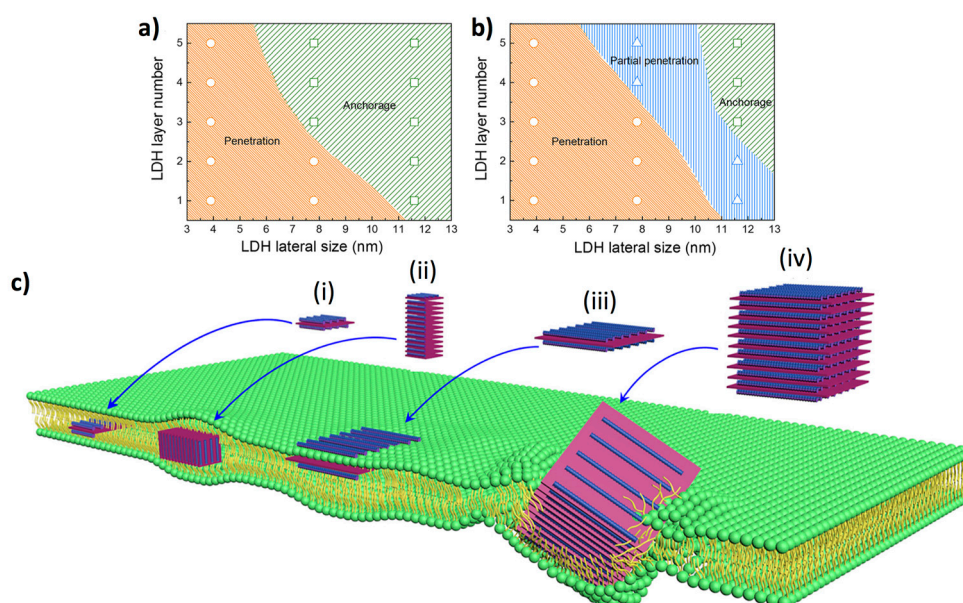 a)
5
4
3
2
1
LDH layer number
Penetration
Anchorage
3 4 5 6 7 8 9 10 11 12 13
LDH lateral size (nm)
b)
5
4
3
2
1
LDH layer number
Partial penetration
Anchorage
Penetration
3 4 5 6 7 8 9 10 11 12 13
LDH lateral size (nm)
c)
(i)
(ii)
(iii)
(iv)